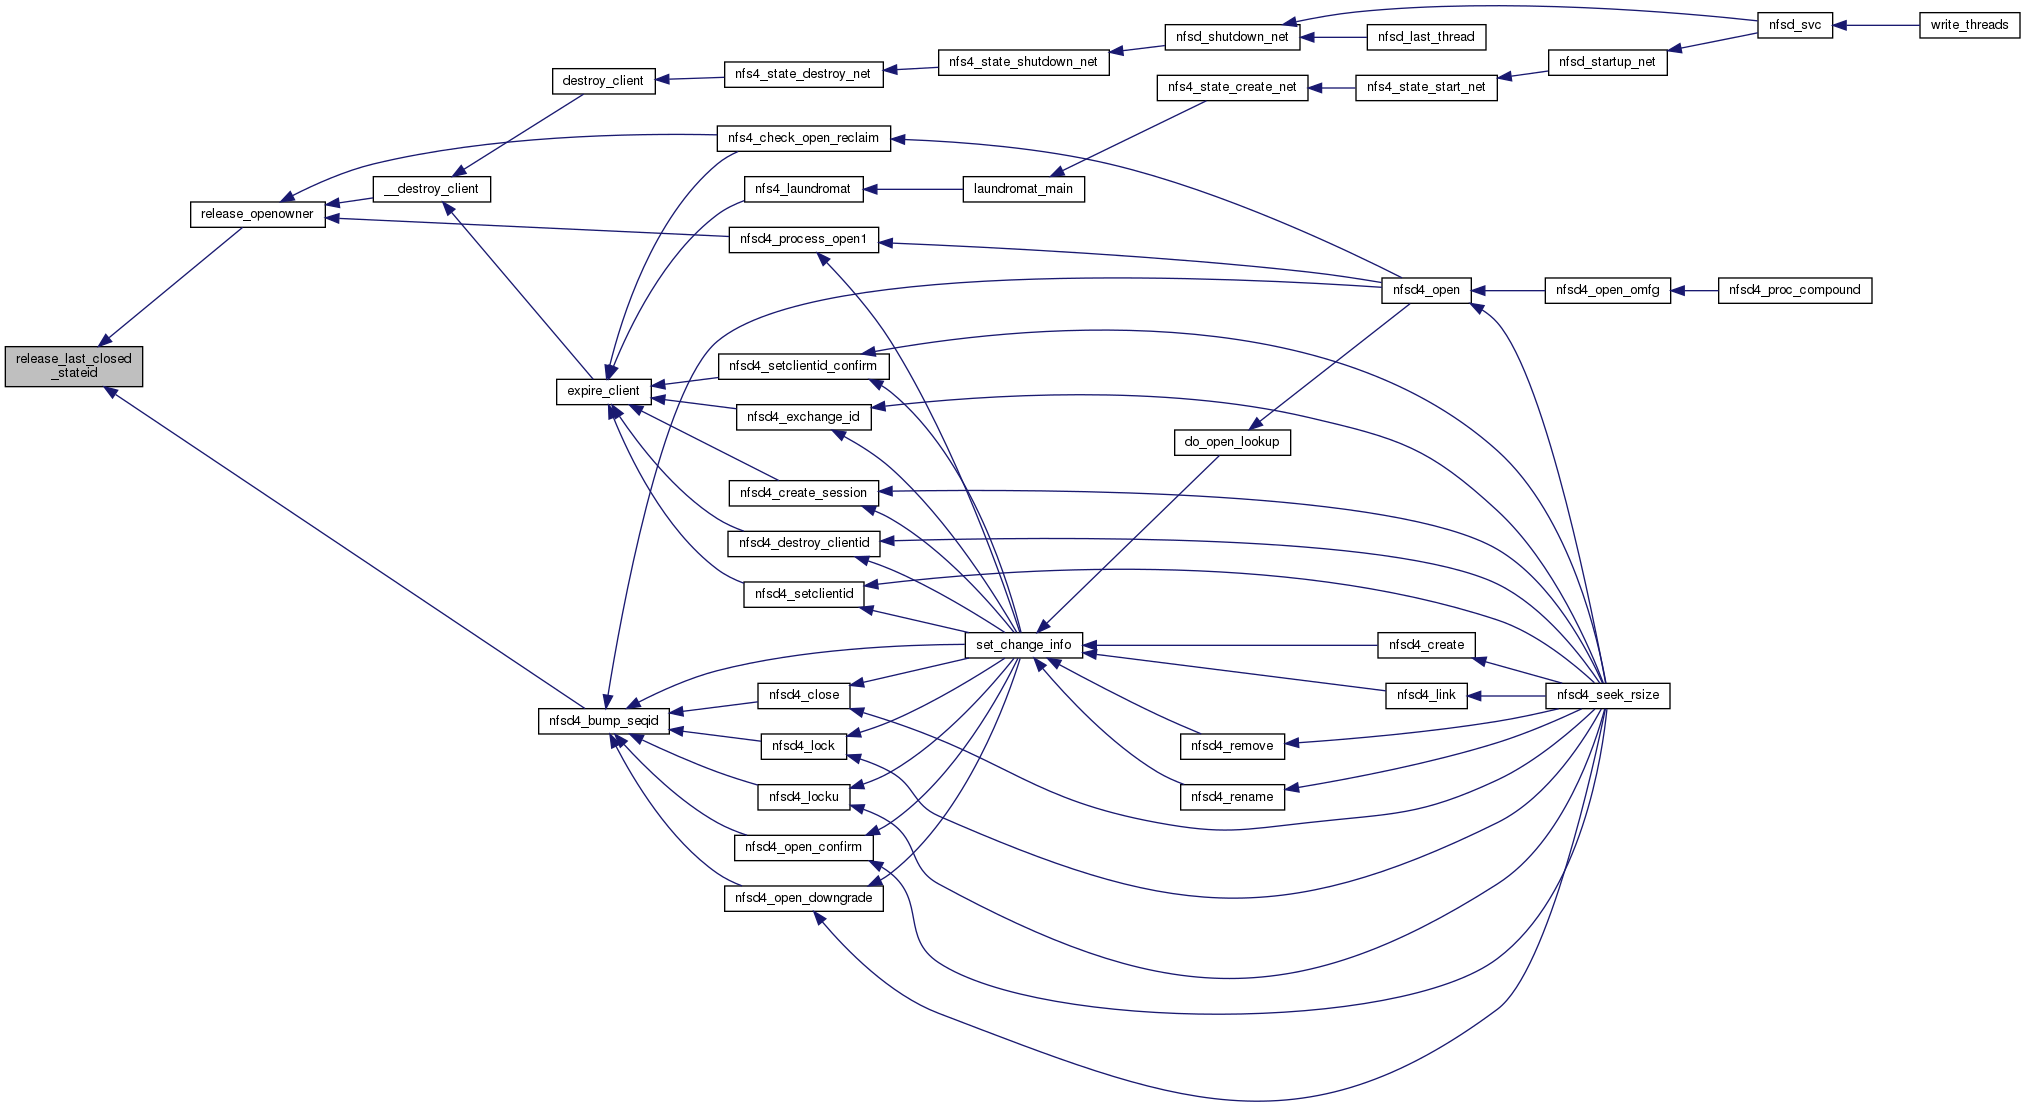 nfsd_svc
write_threads
nfsd_shutdown_net
nfsd_last_thread
nfs4_state_shutdown_net
nfsd_startup_net
nfs4_state_destroy_net
destroy_client
nfs4_state_create_net
nfs4_state_start_net
nfs4_check_open_reclaim
__destroy_client
nfs4_laundromat
laundromat_main
release_openowner
nfsd4_process_open1
nfsd4_open
nfsd4_open_omfg
nfsd4_proc_compound
release_last_closed
_stateid
nfsd4_setclientid_confirm
expire_client
nfsd4_exchange_id
do_open_lookup
nfsd4_create_session
nfsd4_destroy_clientid
nfsd4_setclientid
set_change_info
nfsd4_create
nfsd4_close
nfsd4_link
nfsd4_seek_rsize
nfsd4_bump_seqid
nfsd4_lock
nfsd4_remove
nfsd4_locku
nfsd4_rename
nfsd4_open_confirm
nfsd4_open_downgrade